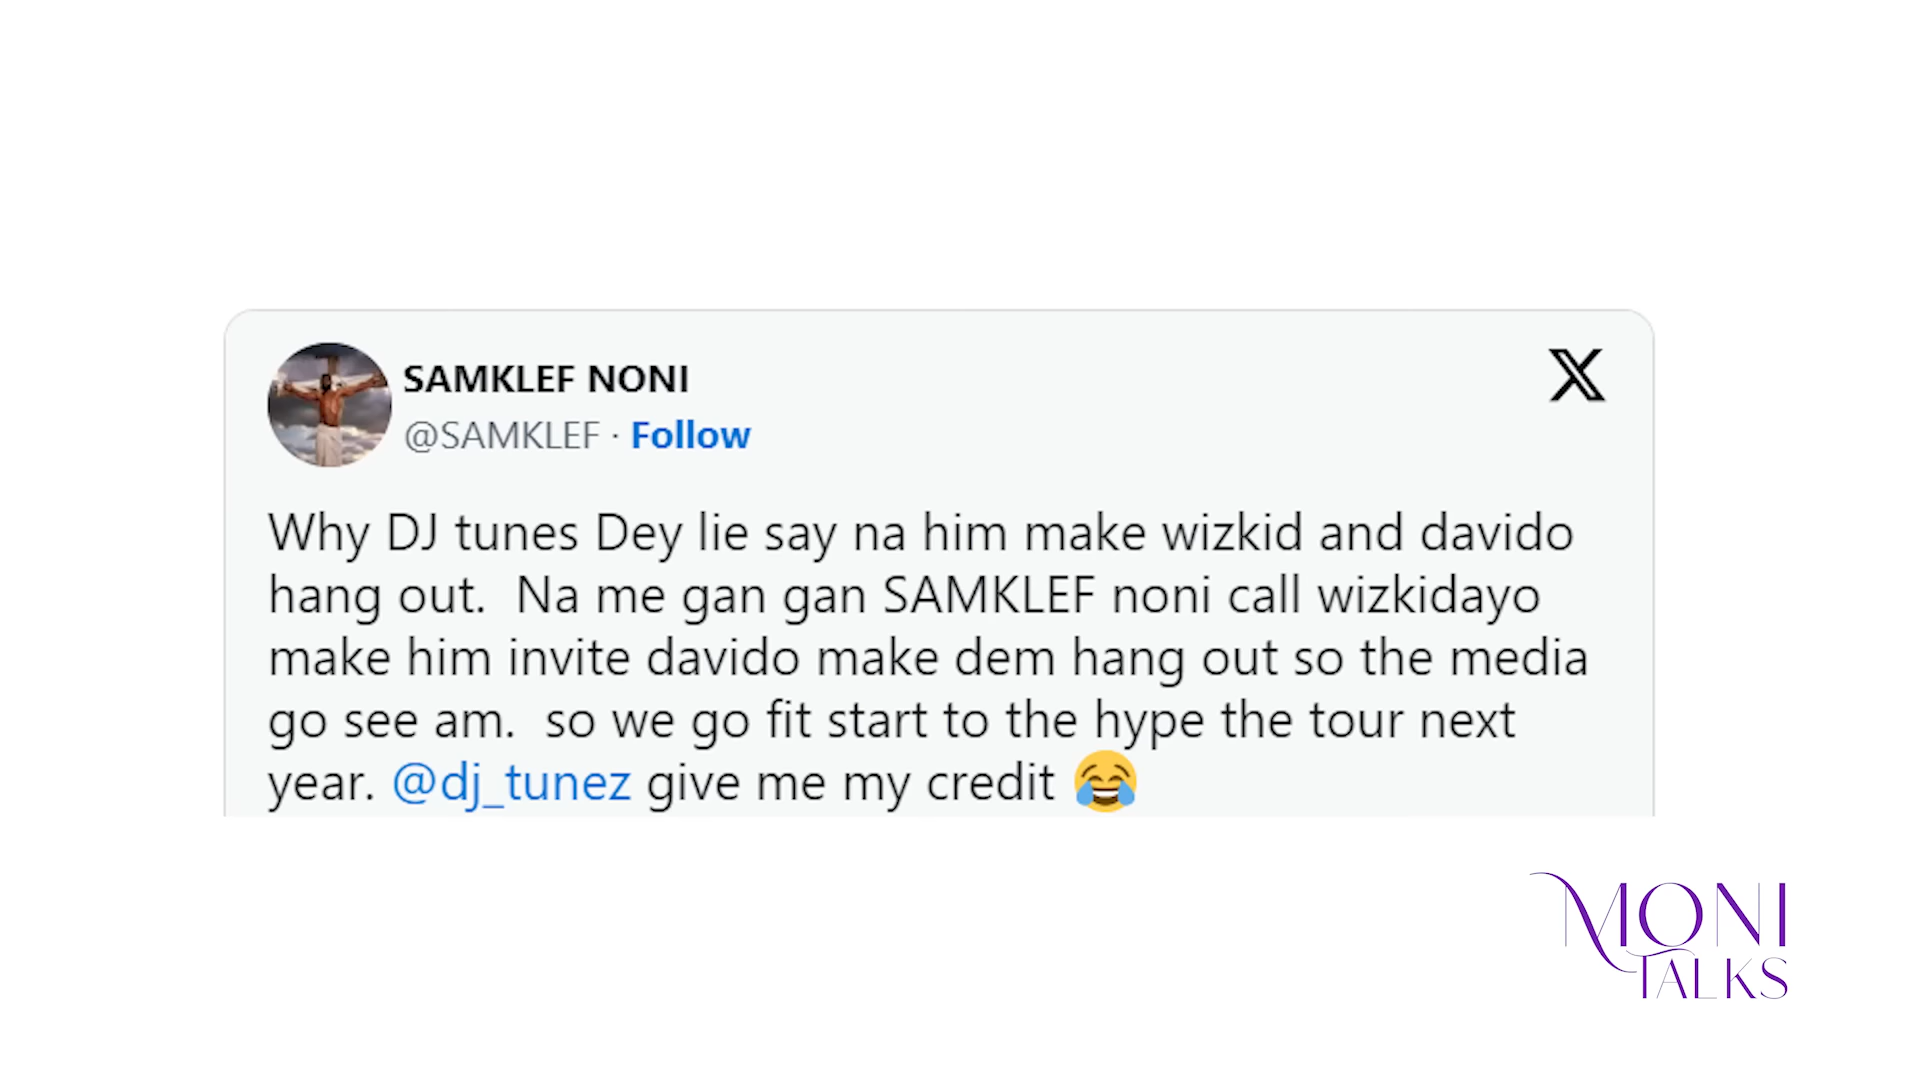 SAMKLEF NONI
@SAMKLEF · Follow
Why DJ tunes Dey lie say na him make wizkid and davido
hang out.  Na me gan gan SAMKLEF noni call wizkidayo
make him invite davido make dem hang out so the media
go see am.  so we go fit start to the hype the tour next
year. @dj_tunez give me my credit 😂
MONI
TALKS